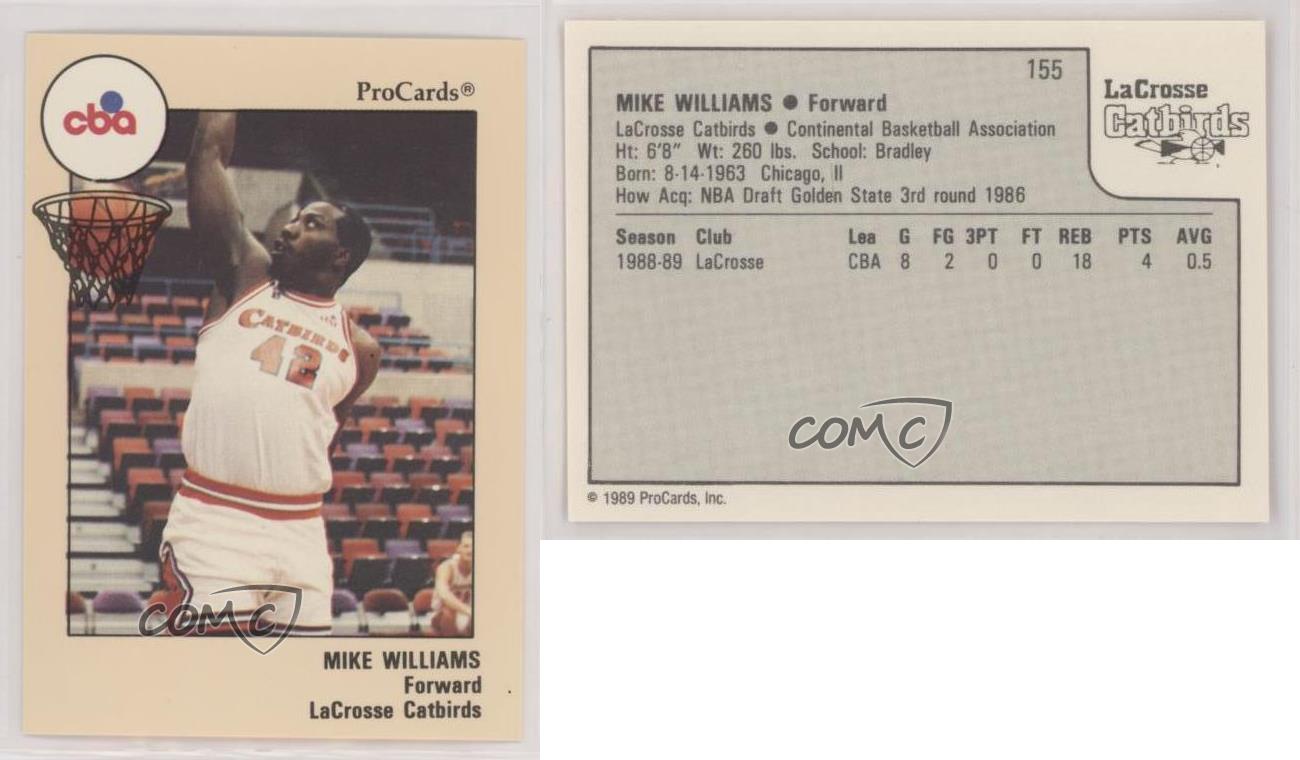 cba
ProCards®
CATBIRDS
42
COMC
MIKE WILLIAMS
Forward
LaCrosse Catbirds
155
LaCrosse
Catbirds
MIKE WILLIAMS ● Forward
LaCrosse Catbirds ● Continental Basketball Association
Ht: 6'8" Wt: 260 lbs. School: Bradley
Born: 8-14-1963 Chicago, Il
How Acq: NBA Draft Golden State 3rd round 1986
Season Club Lea G FG 3PT FT REB PTS AVG
1988-89 LaCrosse CBA 8 2 0 0 18 4 0.5
COMC
© 1989 ProCards, Inc.